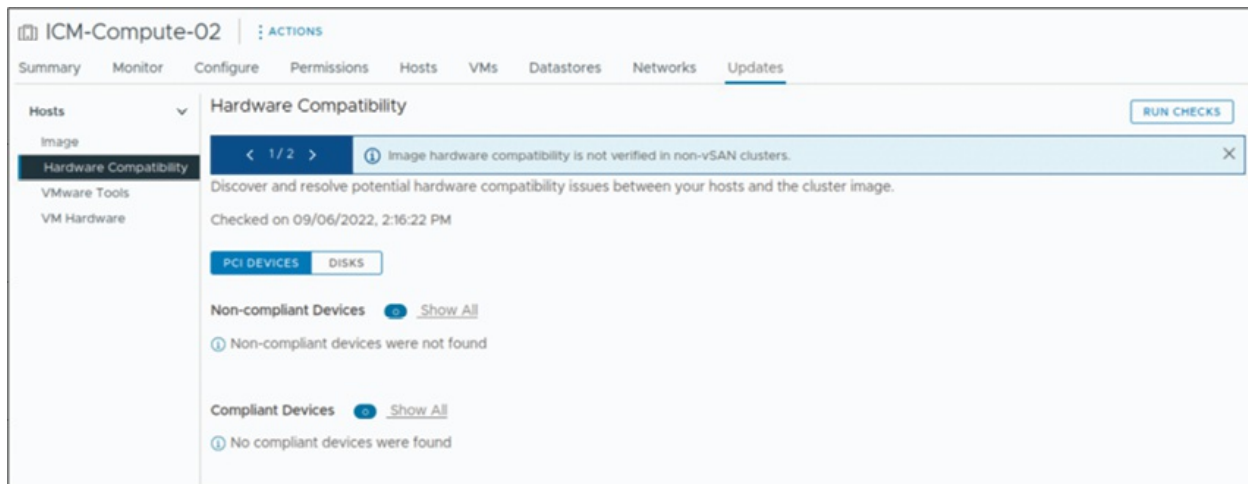 ICM-Compute-02 ACTIONS
Summary Monitor Configure Permissions Hosts VMs Datastores Networks Updates
Hosts
Image
Hardware Compatibility
VMware Tools
VM Hardware
Hardware Compatibility
RUN CHECKS
1/2
Image hardware compatibility is not verified in non-vSAN clusters.
Discover and resolve potential hardware compatibility issues between your hosts and the cluster image.
Checked on 09/06/2022, 2:16:22 PM
PCI DEVICES DISKS
Non-compliant Devices 0 Show All
Non-compliant devices were not found
Compliant Devices 0 Show All
No compliant devices were found